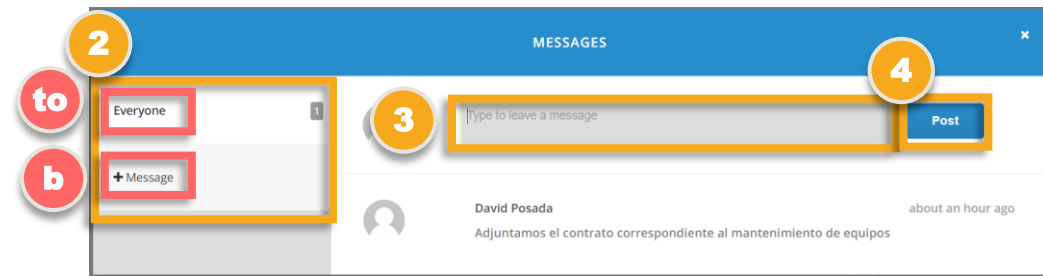 2
MESSAGES
×
4
to
Everyone
1
3
Type to leave a message
Post
b
+ Message
David Posada
about an hour ago
Adjuntamos el contrato correspondiente al mantenimiento de equipos